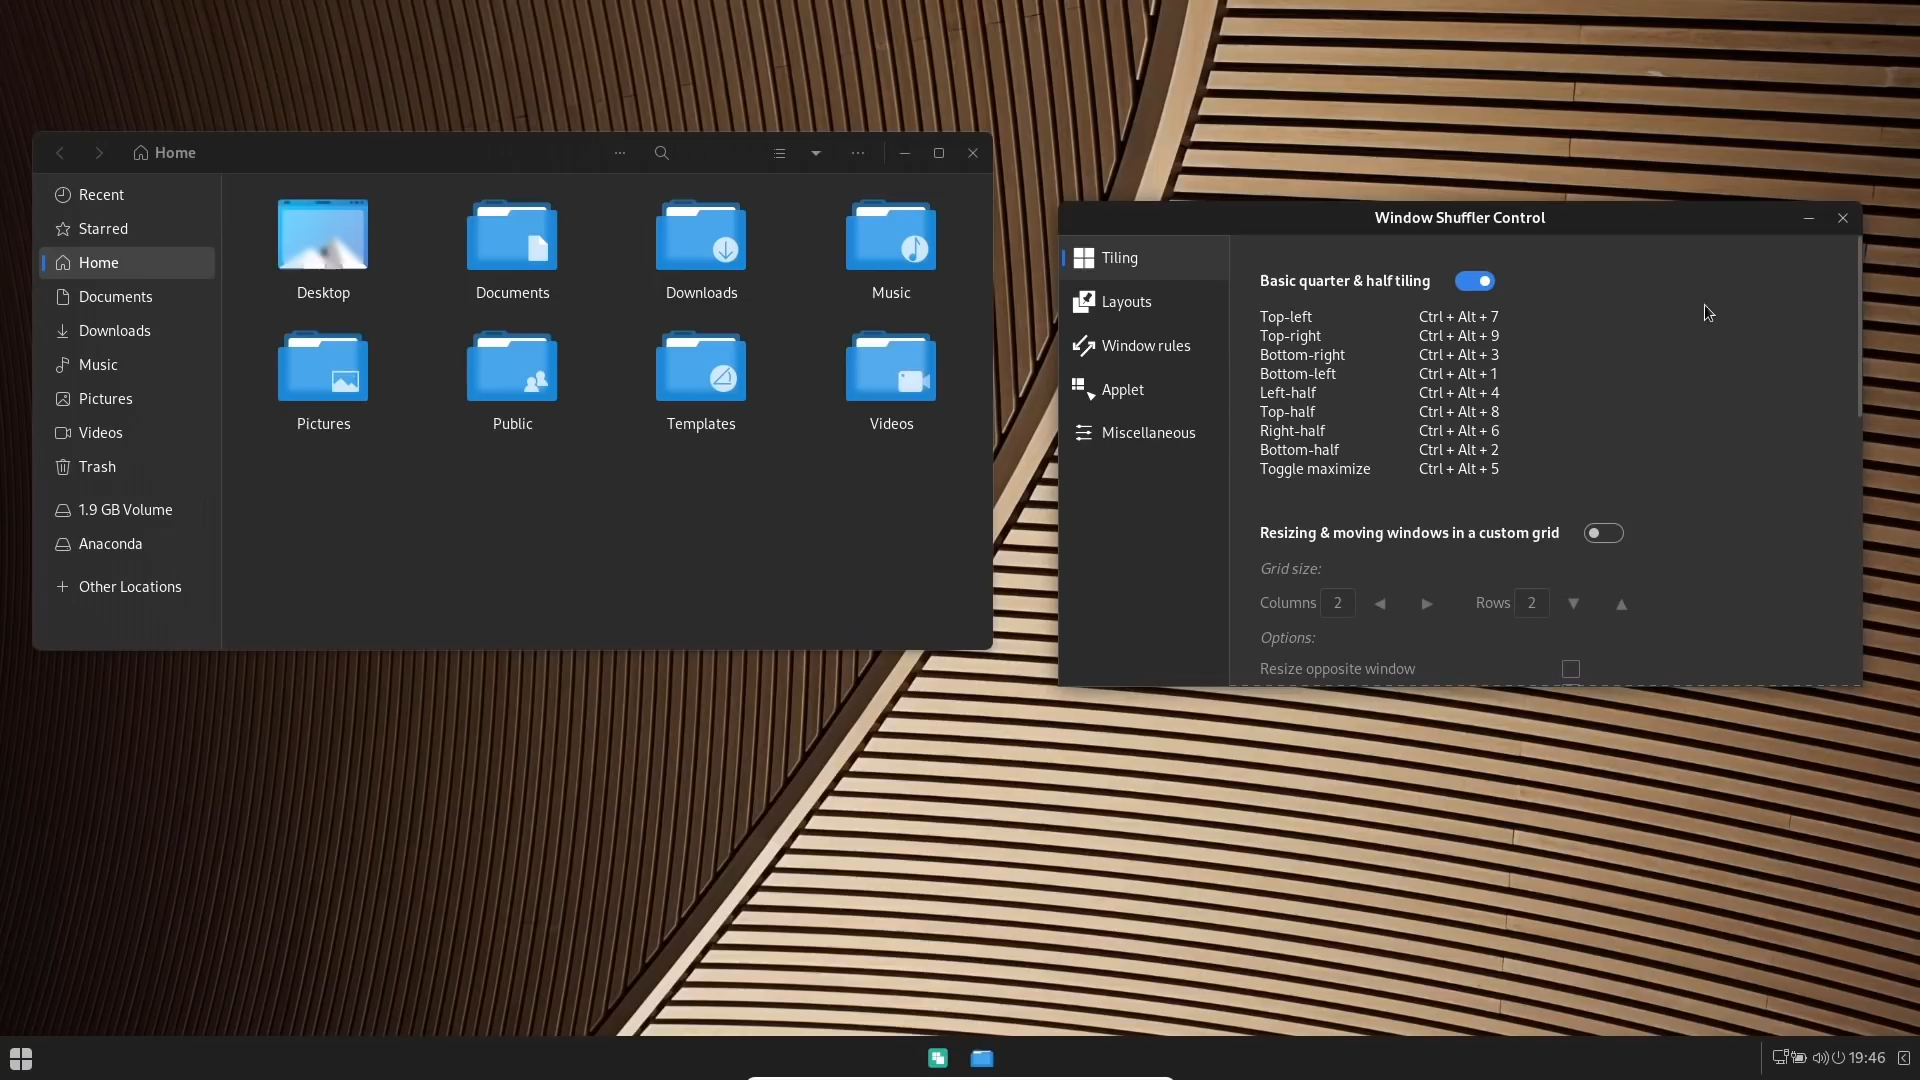 Home
Recent
Starred
Home
Documents
Downloads
Music
Pictures
Videos
Trash
1.9 GB Volume
Anaconda
Other Locations
Desktop
Documents
Downloads
Music
Pictures
Public
Templates
Videos
Window Shuffler Control
Tiling
Layouts
Window rules
Applet
Miscellaneous
Basic quarter & half tiling
Top-left Ctrl + Alt + 7
Top-right Ctrl + Alt + 9
Bottom-right Ctrl + Alt + 3
Bottom-left Ctrl + Alt + 1
Left-half Ctrl + Alt + 4
Top-half Ctrl + Alt + 8
Right-half Ctrl + Alt + 6
Bottom-half Ctrl + Alt + 2
Toggle maximize Ctrl + Alt + 5
Resizing & moving windows in a custom grid
Grid size:
Columns 2 Rows 2
Options:
Resize opposite window
19:46